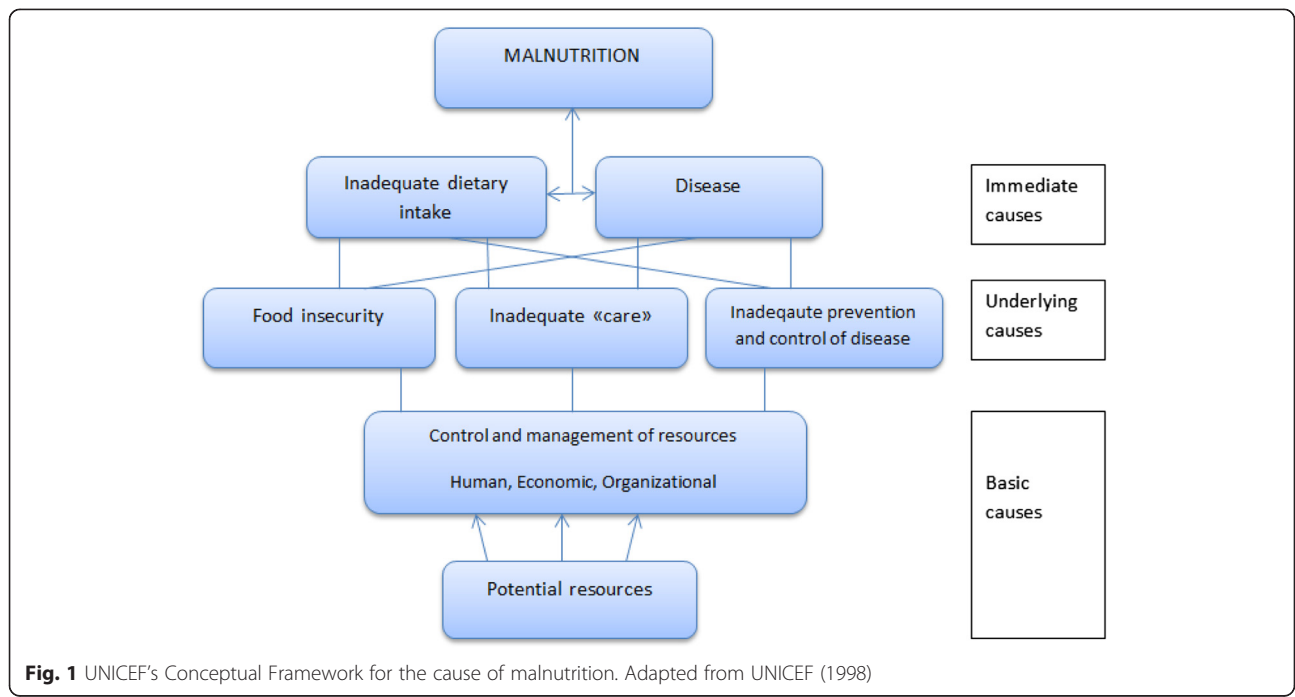 MALNUTRITION
Inadequate dietary
intake
Disease
Immediate
causes
Food insecurity
Inadequate «care»
Inadeqaute prevention
and control of disease
Underlying
causes
Control and management of resources
Human, Economic, Organizational
Basic
causes
Potential resources
Fig. 1 UNICEF's Conceptual Framework for the cause of malnutrition. Adapted from UNICEF (1998)